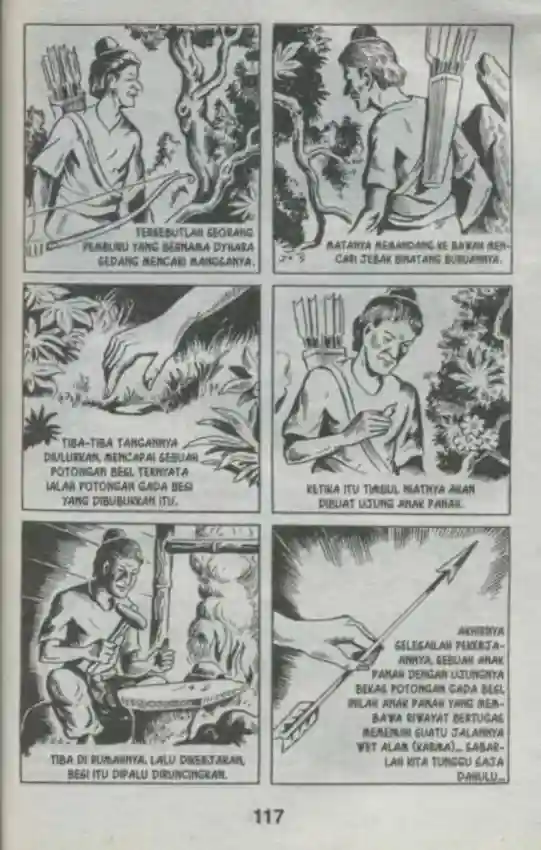 TERSEBUTLAH SEORANG
PEMBURU YANG BERNAMA DYHARA
SEDANG MENCARI MANGGANYA.
MATANYA MEMANDANG KE BAWAH MEN-
CARI JEBAK BINATANG BURUANNYA.
TIBA-TIBA TANGANNYA
DIULURKAN, MENCAPAI SEBUAH
POTONGAN BESI, TERNYATA
IALAH POTONGAN GADA BESI
YANG DIBUBUKKAN ITU.
KETIKA ITU TIMBUL NIATNYA AKAN
DIBUAT UJUNG ANAK PANAH.
TIBA DI RUMAHNYA, LALU DIKERJAKAN,
BESI ITU DIPALU DIRUNCINGKAN.
AKHIRNYA
SELESAILAH PEKERJA-
ANNYA, SEBUAH ANAK
PANAH DENGAN UJUNGNYA
BEKAS POTONGAN GADA BESI,
INILAH ANAK PANAH YANG MEM-
BAWA RIWAYAT BERTUGAS
MEMENUHI SUATU JALANNYA
WET ALAM (KARMA)... SABAR-
LAH KITA TUNGGU SAJA
DAHULU...
117